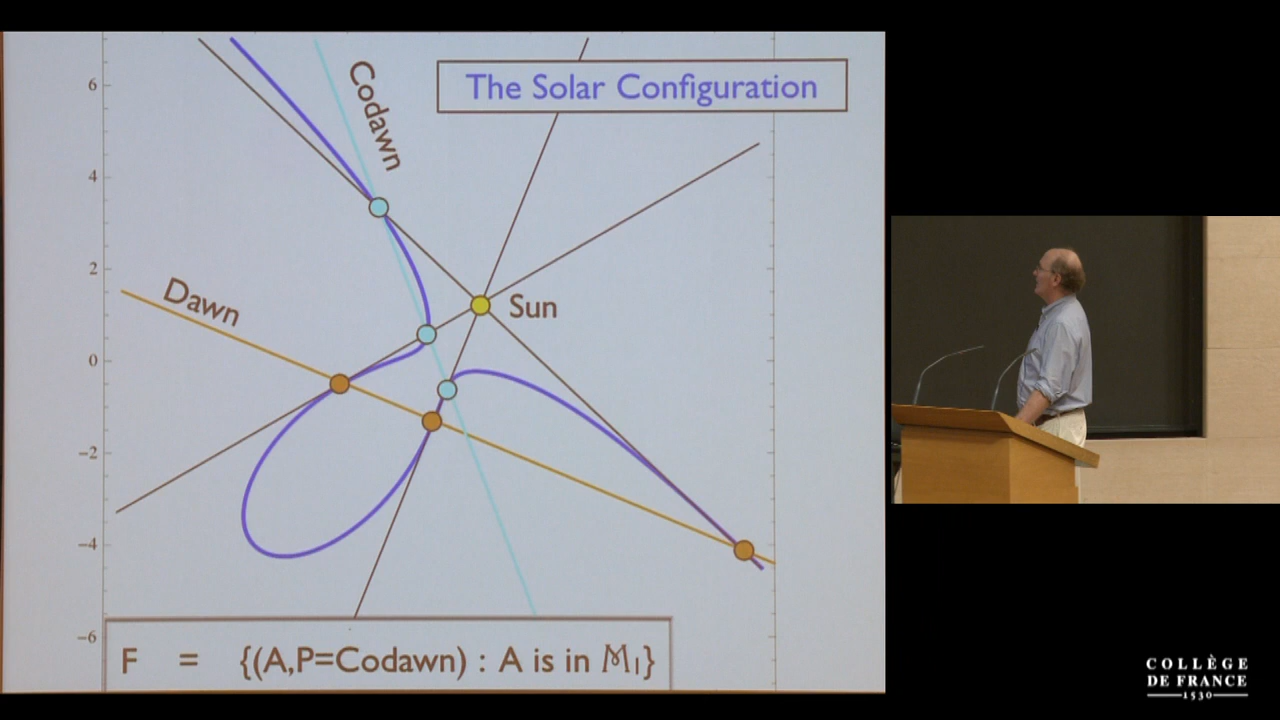 The Solar Configuration
Codawn
Dawn
Sun
6
4
2
0
−2
−4
−6
F = {(A,P=Codawn) : A is in M₁}
COLLÈGE
DE FRANCE
1530